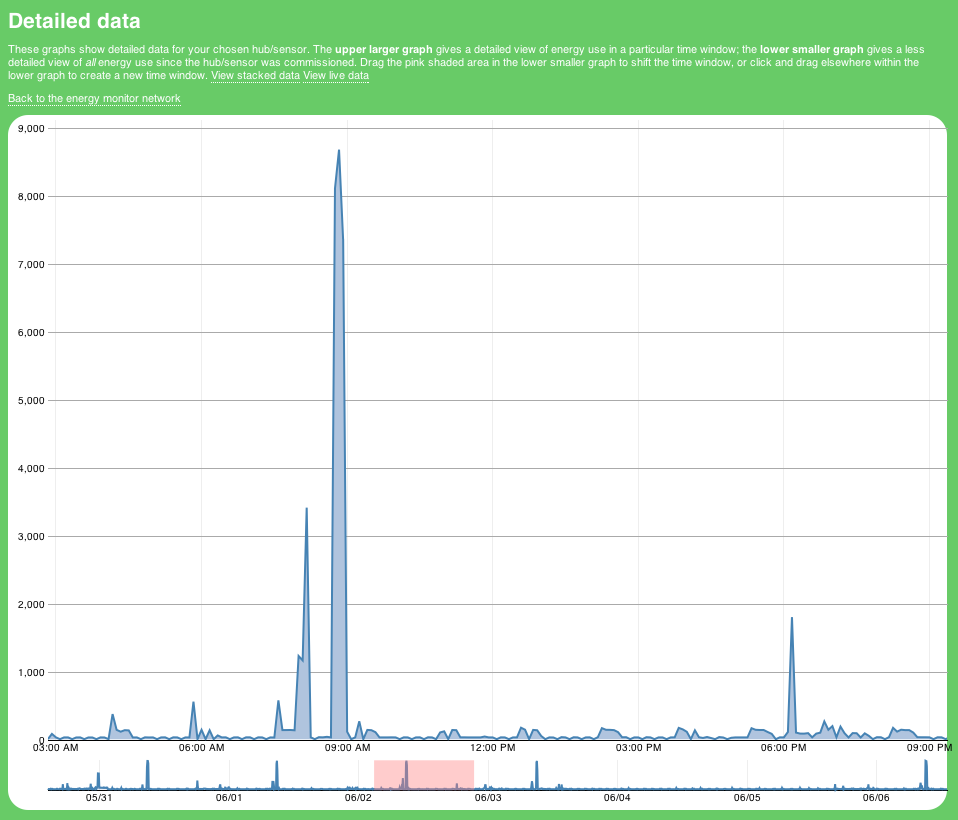 Detailed data
These graphs show detailed data for your chosen hub/sensor. The upper larger graph gives a detailed view of energy use in a particular time window; the lower smaller graph gives a less
detailed view of all energy use since the hub/sensor was commissioned. Drag the pink shaded area in the lower smaller graph to shift the time window, or click and drag elsewhere within the
lower graph to create a new time window. View stacked data View live data
Back to the energy monitor network
9,000
8,000
7,000
6,000
5,000
4,000
3,000
2,000
1,000
0
03:00 AM 06:00 AM 09:00 AM 12:00 PM 03:00 PM 06:00 PM 09:00 PM
05/31 06/01 06/02 06/03 06/04 06/05 06/06